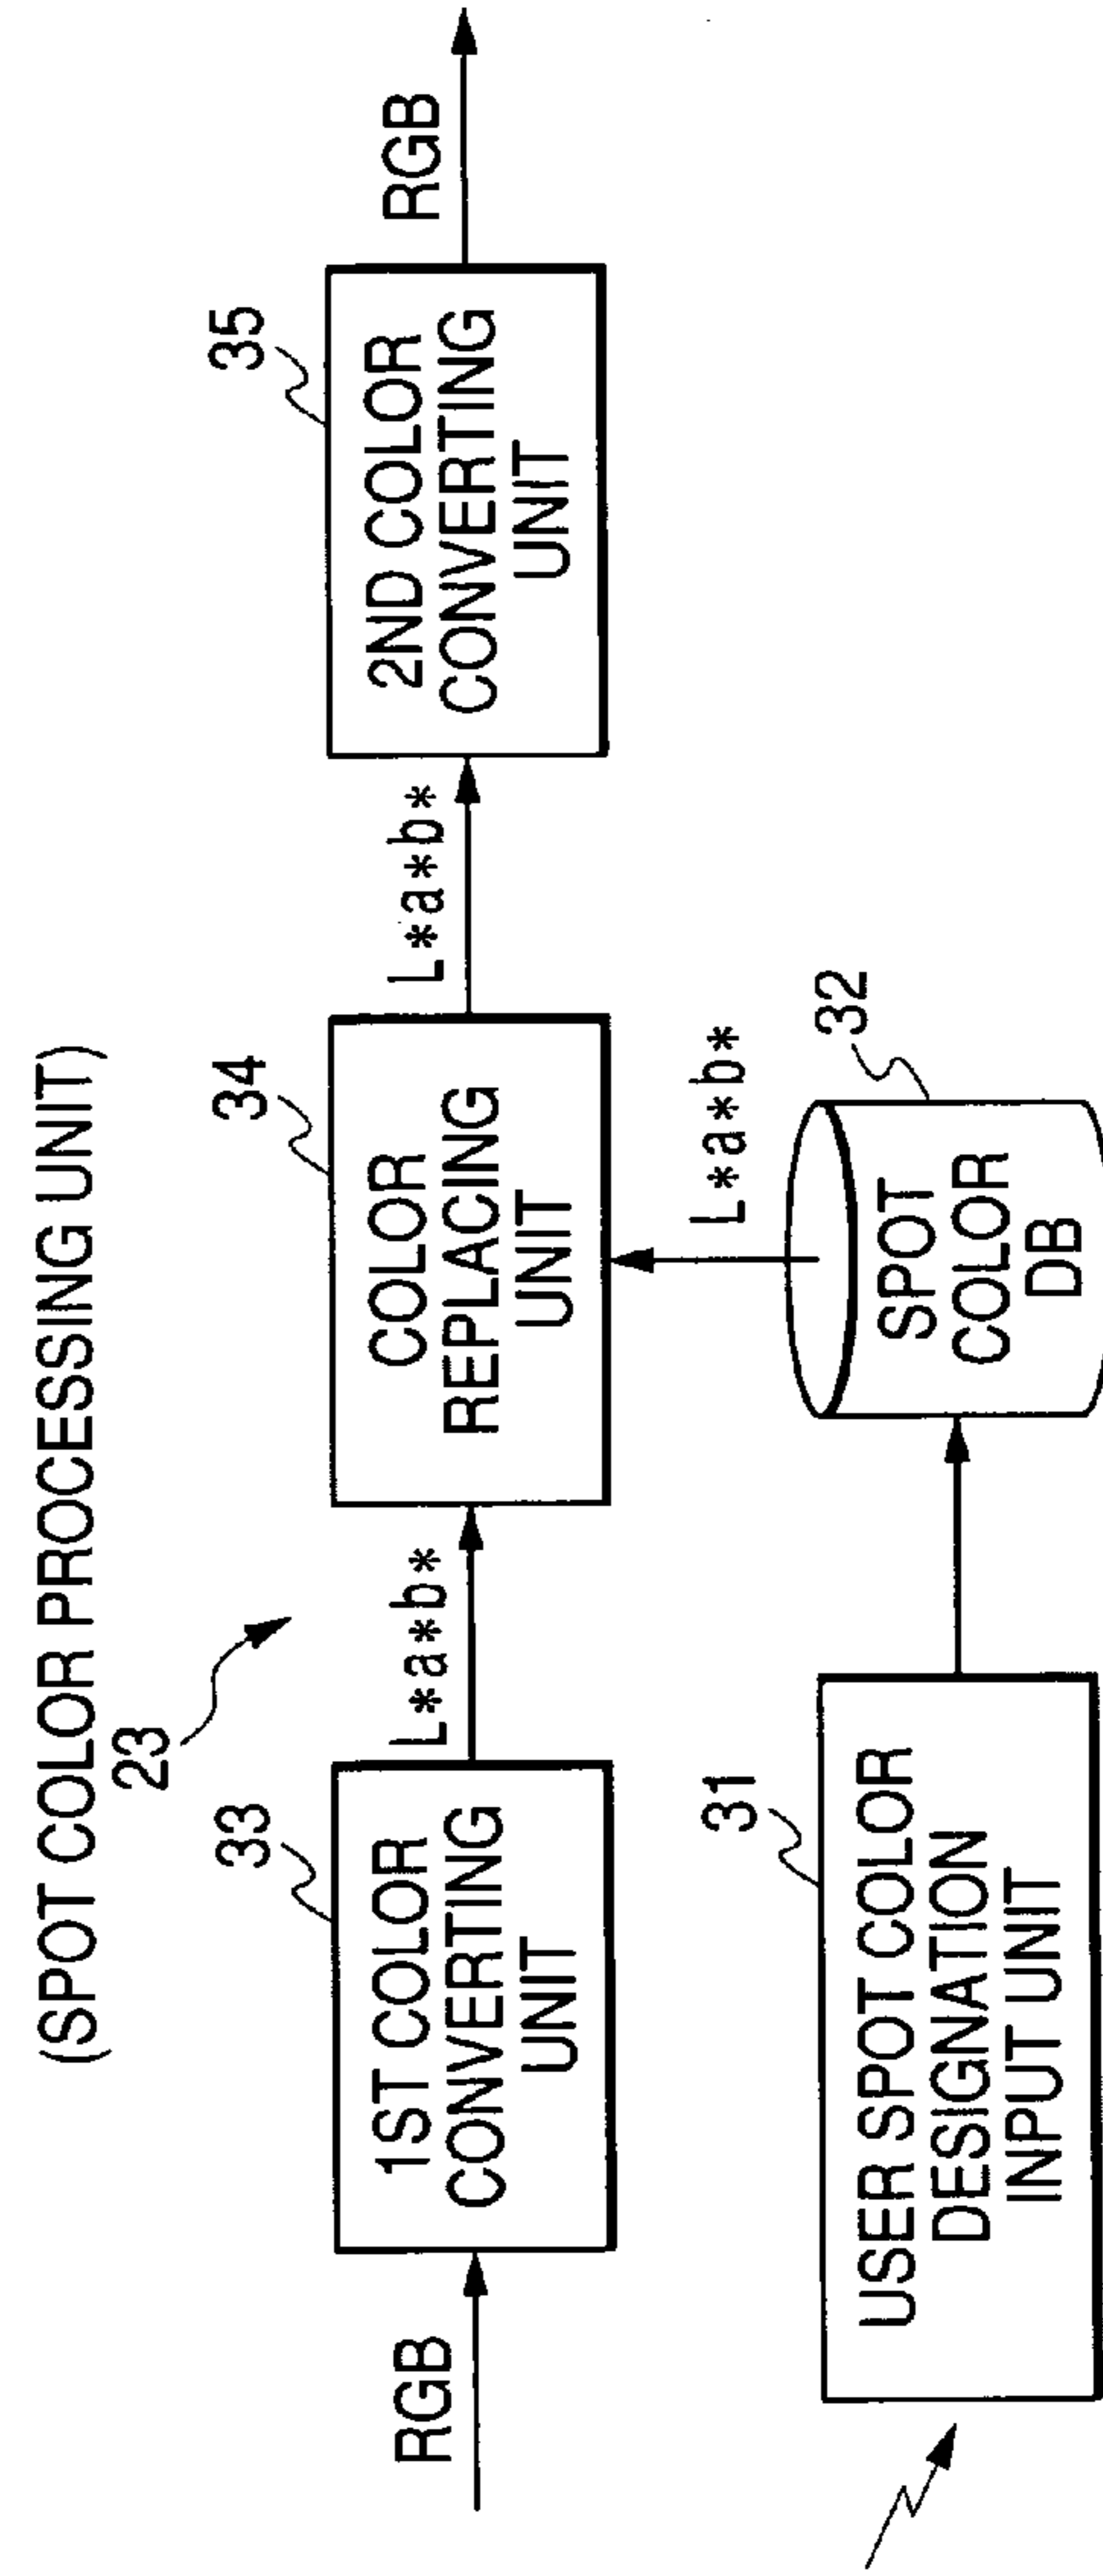 (SPOT COLOR PROCESSING UNIT)
23
33
34
35
RGB
1ST COLOR
CONVERTING
UNIT
L*a*b*
COLOR
REPLACING
UNIT
L*a*b*
2ND COLOR
CONVERTING
UNIT
RGB
L*a*b*
31
32
USER SPOT COLOR
DESIGNATION
INPUT UNIT
SPOT
COLOR
DB